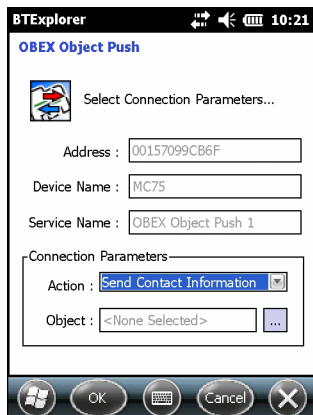 BTExplorer 10:21
OBEX Object Push
Select Connection Parameters...
Address : 00157099CB6F
Device Name : MC75
Service Name : OBEX Object Push 1
Connection Parameters
Action : Send Contact Information
Object : <None Selected> ...
OK Cancel